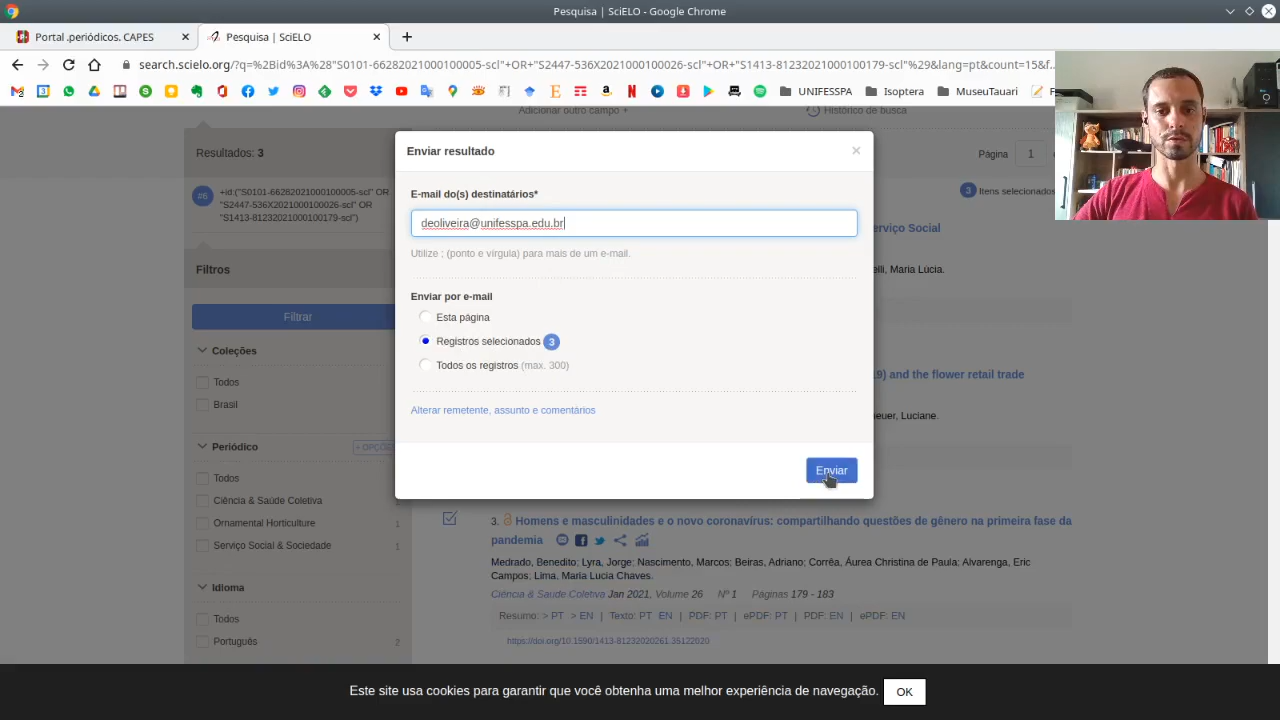 Pesquisa | SciELO - Google Chrome
Portal .periódicos. CAPES
Pesquisa | SciELO
search.scielo.org/?q=%2Bid%3A%28"S0101-66282021000100005-scl"+OR+"S2447-536X2021000100026-scl"+OR+"S1413-81232021000100179-scl"%29&lang=pt&count=15&f...
UNIFESSPA
Isoptera
MuseuTauari
Adicionar outro campo +
Histórico de busca
Resultados: 3
Página 1
#6
+id:("S0101-66282021000100005-scl" OR
"S2447-536X2021000100026-scl" OR
"S1413-81232021000100179-scl")
3 Itens selecionados
Filtros
Filtrar
Coleções
Todos
Brasil
Periódico
+ OPÇÕES
Todos
Ciência & Saúde Coletiva
Ornamental Horticulture 1
Serviço Social & Sociedade 1
Idioma
Todos
Português 2
Enviar resultado
×
E-mail do(s) destinatários*
deoliveira@unifesspa.edu.br
Utilize ; (ponto e vírgula) para mais de um e-mail.
Enviar por e-mail
Esta página
Registros selecionados 3
Todos os registros (max. 300)
Alterar remetente, assunto e comentários
Enviar
Social
Maria Lúcia.
and the flower retail trade
Luciane.
3. Homens e masculinidades e o novo coronavírus: compartilhando questões de gênero na primeira fase da
pandemia
Medrado, Benedito; Lyra, Jorge; Nascimento, Marcos; Beiras, Adriano; Corrêa, Áurea Christina de Paula; Alvarenga, Eric
Campos; Lima, Maria Lucia Chaves.
Ciência & Saúde Coletiva Jan 2021, Volume 26 Nº 1 Páginas 179 - 183
Resumo: > PT > EN | Texto: PT EN | PDF: PT | ePDF: PT | PDF: EN | ePDF: EN
https://doi.org/10.1590/1413-81232020261.35122020
Este site usa cookies para garantir que você obtenha uma melhor experiência de navegação.
OK